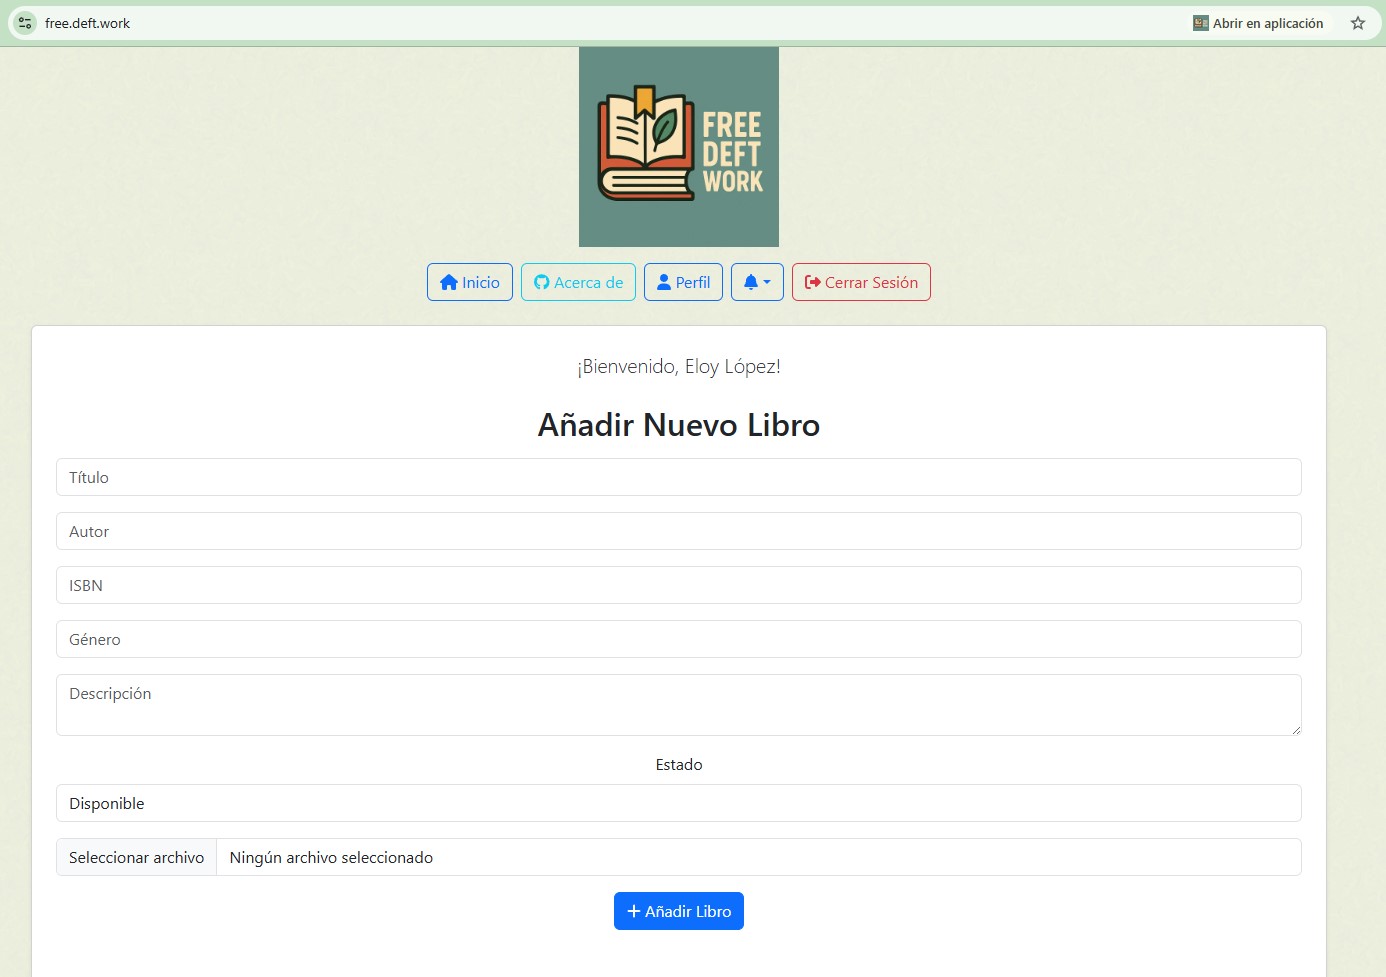 free.deft.work
Abrir en aplicación
FREE
DEFT
WORK
Inicio
Acerca de
Perfil
Cerrar Sesión
¡Bienvenido, Eloy López!
Añadir Nuevo Libro
Título
Autor
ISBN
Género
Descripción
Estado
Disponible
Seleccionar archivo
Ningún archivo seleccionado
Añadir Libro